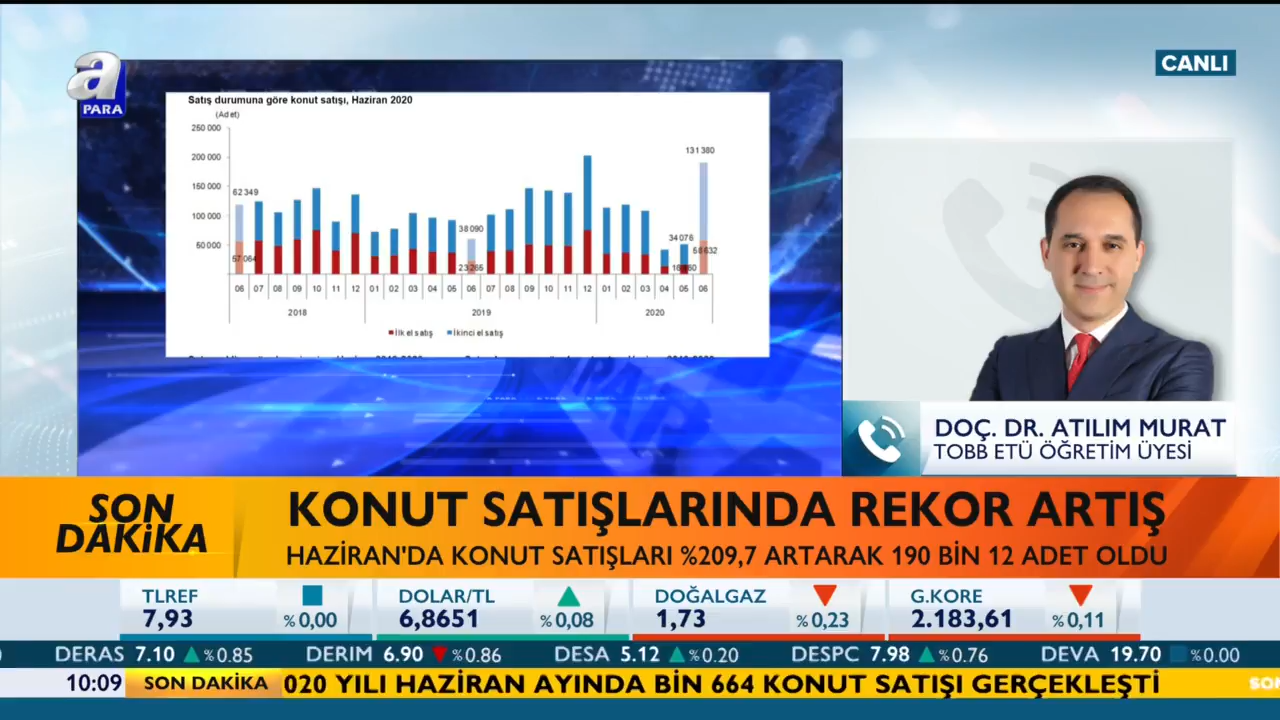 a
PARA
CANLI
Satış durumuna göre konut satışı, Haziran 2020
(Adet)
250 000
200 000
150 000
100 000
50 000
62 349
57 064
38 090
23 265
34 076
131 380
58 632
06 07 08 09 10 11 12 01 02 03 04 05 06 07 08 09 10 11 12 01 02 03 04 05 06
2018 2019 2020
İlk el satış İkinci el satış
DOÇ. DR. ATILIM MURAT
TOBB ETÜ ÖĞRETİM ÜYESİ
SON DAKİKA
KONUT SATIŞLARINDA REKOR ARTIŞ
HAZİRAN'DA KONUT SATIŞLARI %209,7 ARTARAK 190 BİN 12 ADET OLDU
TLREF 7,93 %0,00
DOLAR/TL 6,8651 %0,08
DOĞALGAZ 1,73 %0,23
G.KORE 2.183,61 %0,11
DERAS 7.10 %0.85 DERIM 6.90 %0.86 DESA 5.12 %0.20 DESPC 7.98 %0.76 DEVA 19.70 %0.00
10:09 SON DAKİKA 020 YILI HAZİRAN AYINDA BİN 664 KONUT SATIŞI GERÇEKLEŞTİ SON